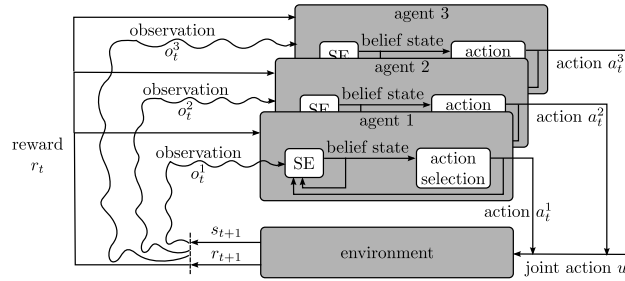 agent 3
observation
o_t^3
belief state
SE
action
action a_t^3
agent 2
observation
o_t^2
belief state
SE
action
action a_t^2
agent 1
observation
o_t^1
belief state
SE
action
selection
reward
r_t
action a_t^1
s_{t+1}
environment
r_{t+1}
joint action u